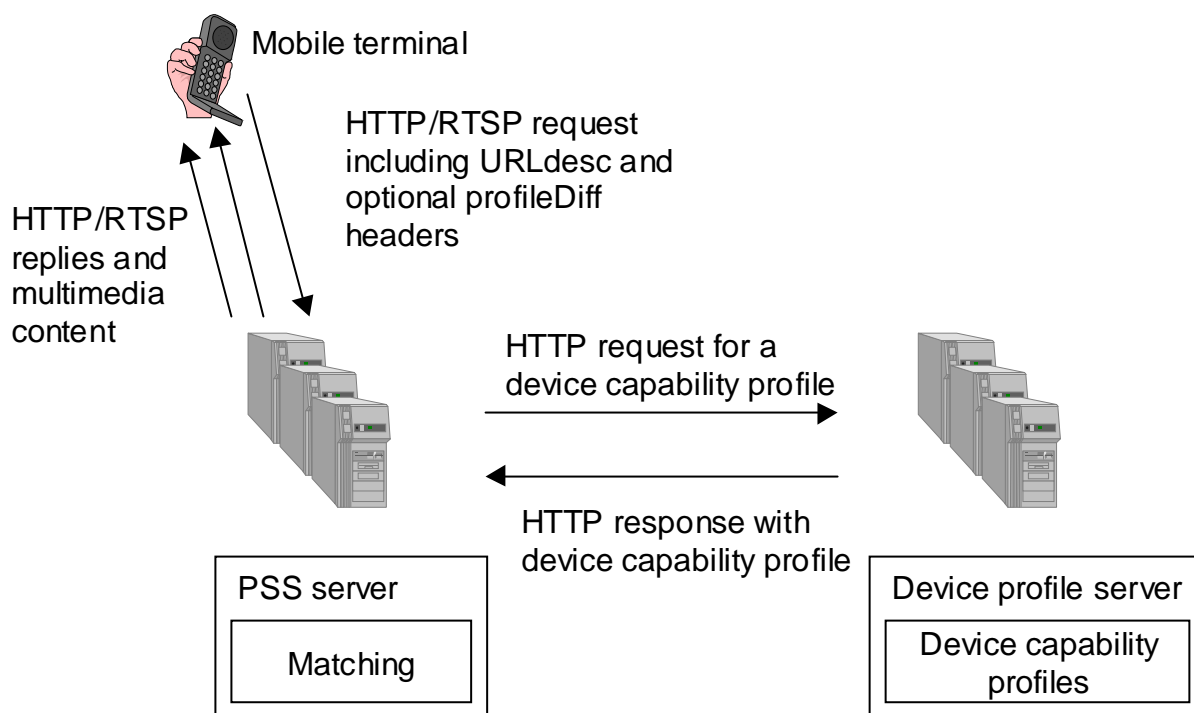 Mobile terminal
HTTP/RTSP request
including URLdesc and
optional profileDiff
headers
HTTP/RTSP
replies and
multimedia
content
HTTP request for a
device capability profile
HTTP response with
device capability profile
PSS server
Matching
Device profile server
Device capability
profiles